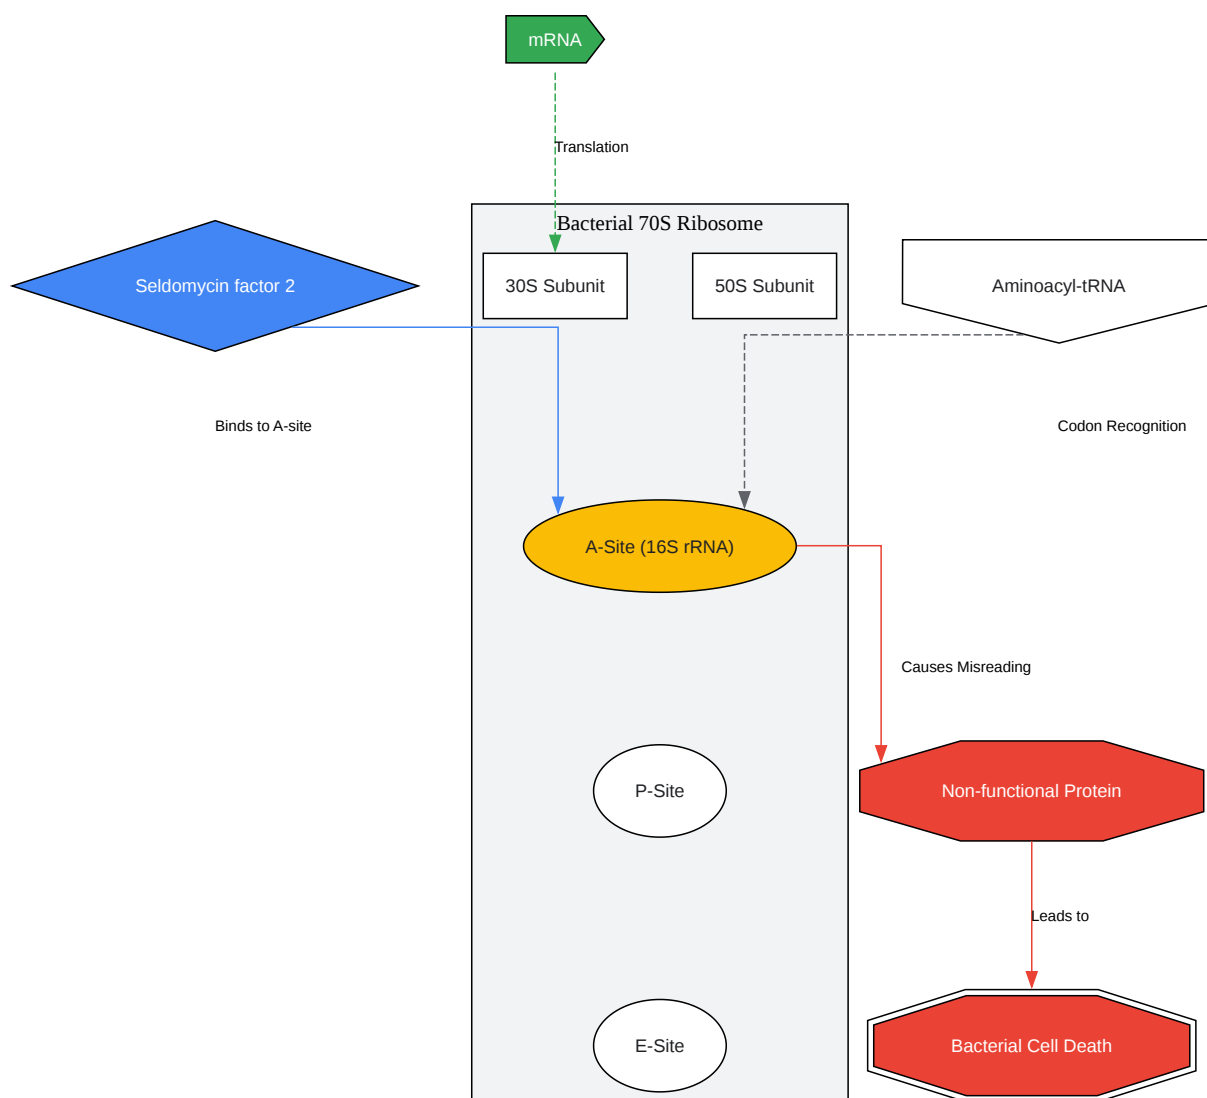 mRNA
Translation
Bacterial 70S Ribosome
Seldomycin factor 2
30S Subunit
50S Subunit
Aminoacyl-tRNA
Binds to A-site
Codon Recognition
A-Site (16S rRNA)
Causes Misreading
P-Site
Non-functional Protein
Leads to
E-Site
Bacterial Cell Death